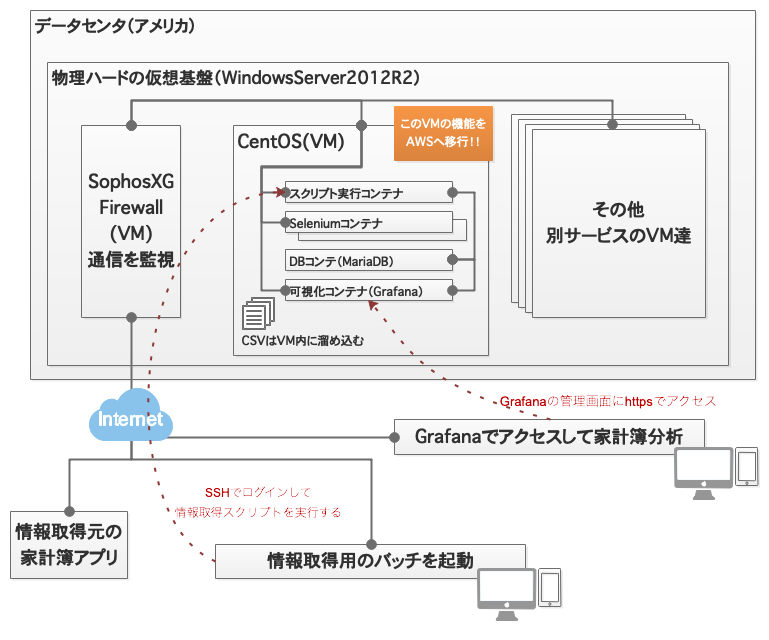 データセンタ(アメリカ)
物理ハードの仮想基盤(WindowsServer2012R2)
SophosXG
Firewall
(VM)
通信を監視
CentOS(VM)
このVMの機能を
AWSへ移行!!
スクリプト実行コンテナ
Seleniumコンテナ
DBコンテ(MariaDB)
可視化コンテナ(Grafana)
CSVはVM内に溜め込む
その他
別サービスのVM達
Internet
Grafanaの管理画面にhttpsでアクセス
Grafanaでアクセスして家計簿分析
SSHでログインして
情報取得スクリプトを実行する
情報取得元の
家計簿アプリ
情報取得用のバッチを起動